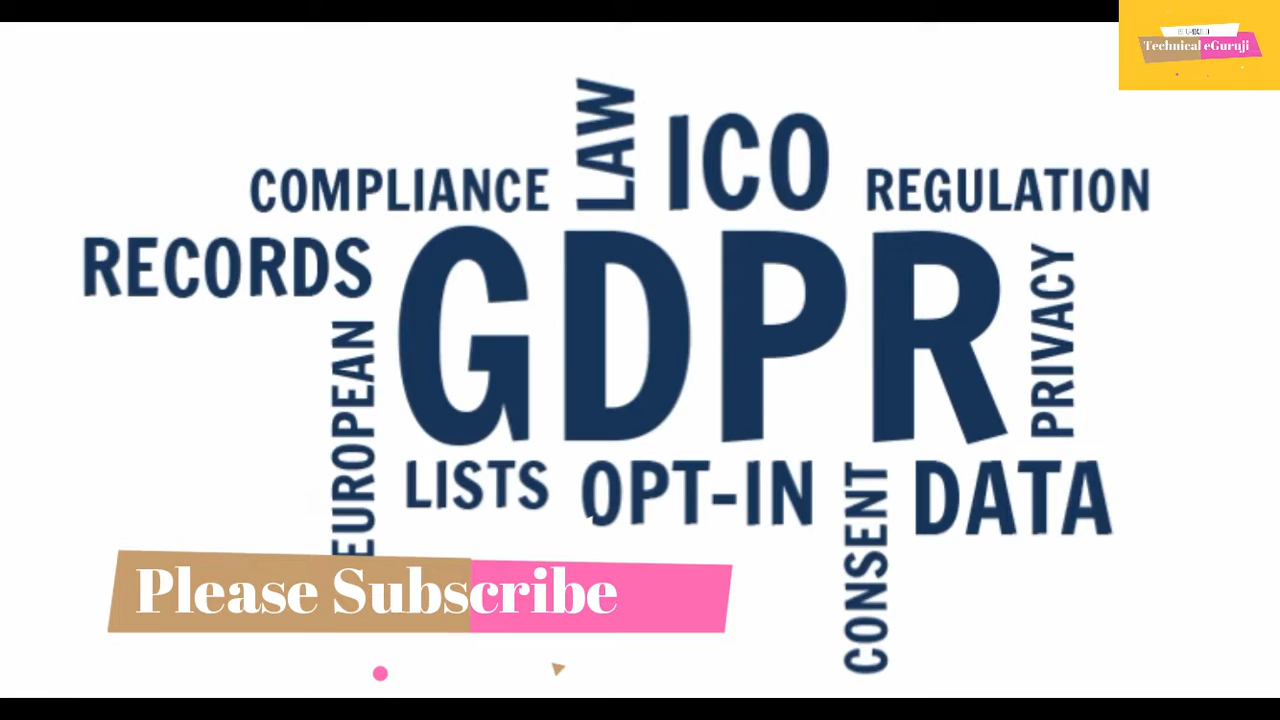 Technical eGuruji
LAW
ICO
COMPLIANCE
REGULATION
RECORDS
GDPR
PRIVACY
EUROPEAN
LISTS
OPT-IN
CONSENT
DATA
Please Subscribe